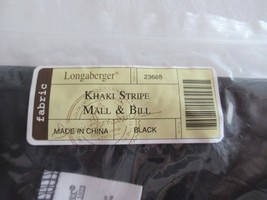 Longaberger® 23665
fabric
KHAKI STRIPE
MALL & BILL
MADE IN CHINA BLACK